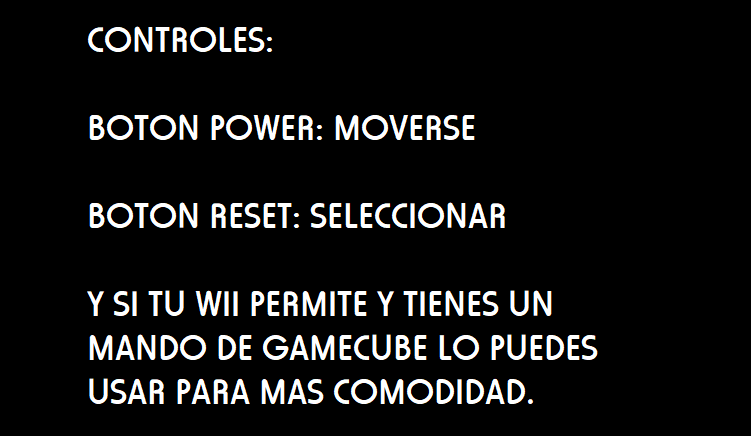 CONTROLES:
BOTON POWER: MOVERSE
BOTON RESET: SELECCIONAR
Y SI TU WII PERMITE Y TIENES UN
MANDO DE GAMECUBE LO PUEDES
USAR PARA MAS COMODIDAD.